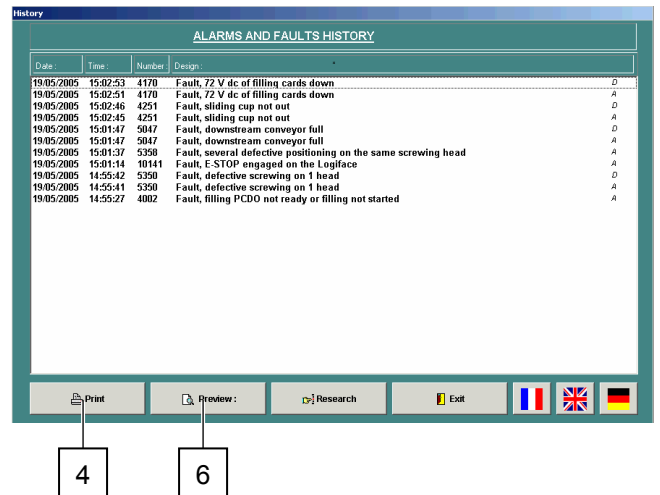 History
ALARMS AND FAULTS HISTORY
Date : Time : Number : Design :
19/05/2005 15:02:53 4170 Fault, 72 V dc of filling cards down D
19/05/2005 15:02:51 4170 Fault, 72 V dc of filling cards down A
19/05/2005 15:02:46 4251 Fault, sliding cup not out D
19/05/2005 15:02:45 4251 Fault, sliding cup not out A
19/05/2005 15:01:47 5047 Fault, downstream conveyor full D
19/05/2005 15:01:47 5047 Fault, downstream conveyor full A
19/05/2005 15:01:37 5358 Fault, several defective positioning on the same screwing head A
19/05/2005 15:01:14 10141 Fault, E-STOP engaged on the Logiface A
19/05/2005 14:55:42 5350 Fault, defective screwing on 1 head D
19/05/2005 14:55:41 5350 Fault, defective screwing on 1 head A
19/05/2005 14:55:27 4002 Fault, filling PCDO not ready or filling not started A
Print Preview : Research Exit
4 6